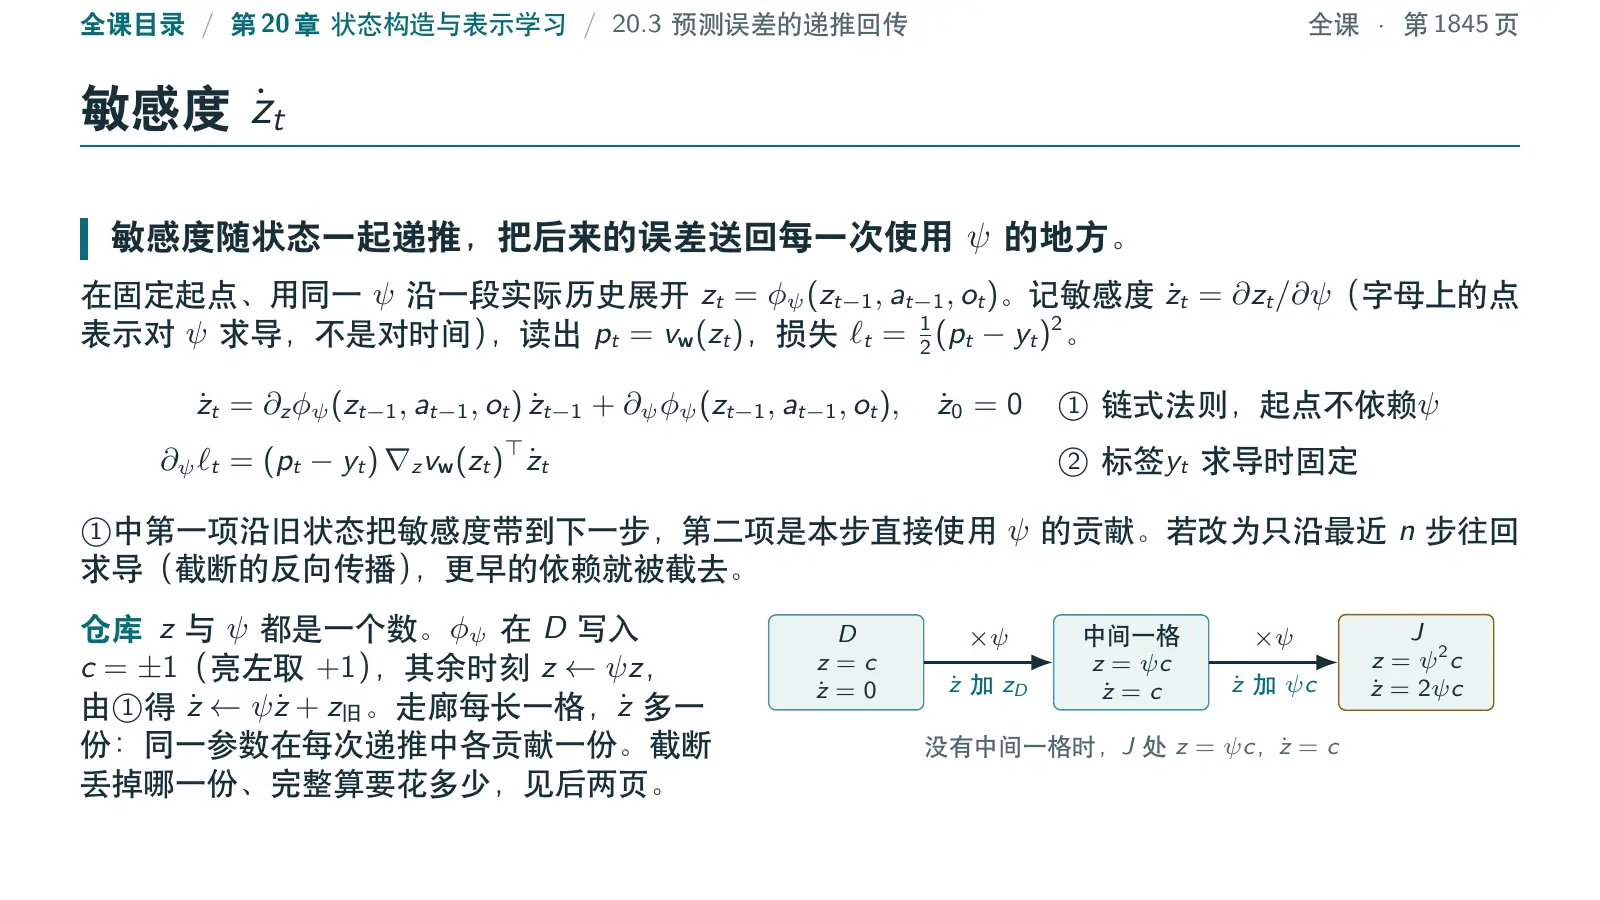 全课目录 / 第20章 状态构造与表示学习 / 20.3 预测误差的递推回传
全课 · 第1845页
敏感度 ż_t
敏感度随状态一起递推，把后来的误差送回每一次使用 ψ 的地方。
在固定起点、用同一 ψ 沿一段实际历史展开 z_t = ϕ_ψ(z_{t−1}, a_{t−1}, o_t)。记敏感度 ż_t = ∂z_t/∂ψ（字母上的点
表示对 ψ 求导，不是对时间），读出 p_t = v_w(z_t)，损失 ℓ_t = ½(p_t − y_t)²。
ż_t = ∂_zϕ_ψ(z_{t−1}, a_{t−1}, o_t) ż_{t−1} + ∂_ψϕ_ψ(z_{t−1}, a_{t−1}, o_t), ż_0 = 0 ① 链式法则，起点不依赖ψ
∂_ψℓ_t = (p_t − y_t) ∇_z v_w(z_t)^⊤ ż_t ② 标签y_t 求导时固定
①中第一项沿旧状态把敏感度带到下一步，第二项是本步直接使用 ψ 的贡献。若改为只沿最近 n 步往回
求导（截断的反向传播），更早的依赖就被截去。
仓库 z 与 ψ 都是一个数。ϕ_ψ 在 D 写入
c = ±1（亮左取 +1），其余时刻 z ← ψz，
由①得 ż ← ψż + z_旧。走廊每长一格，ż 多一
份：同一参数在每次递推中各贡献一份。截断
丢掉哪一份、完整算要花多少，见后两页。
D
z = c
ż = 0
×ψ
ż 加 z_D
中间一格
z = ψc
ż = c
×ψ
ż 加 ψc
J
z = ψ²c
ż = 2ψc
没有中间一格时，J 处 z = ψc，ż = c